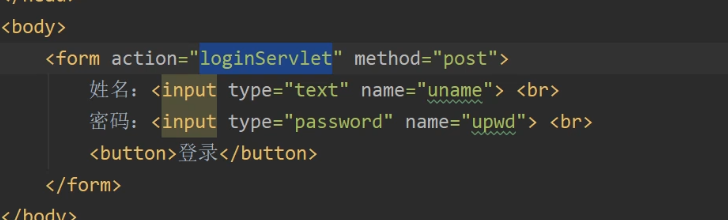 <body>
<form action="loginServlet" method="post">
姓名：<input type="text" name="uname"> <br>
密码：<input type="password" name="upwd"> <br>
<button>登录</button>
</form>
</body>